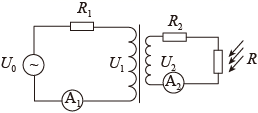 R₁
R₂
U₀
~
U₁
U₂
R
A₁
A₂